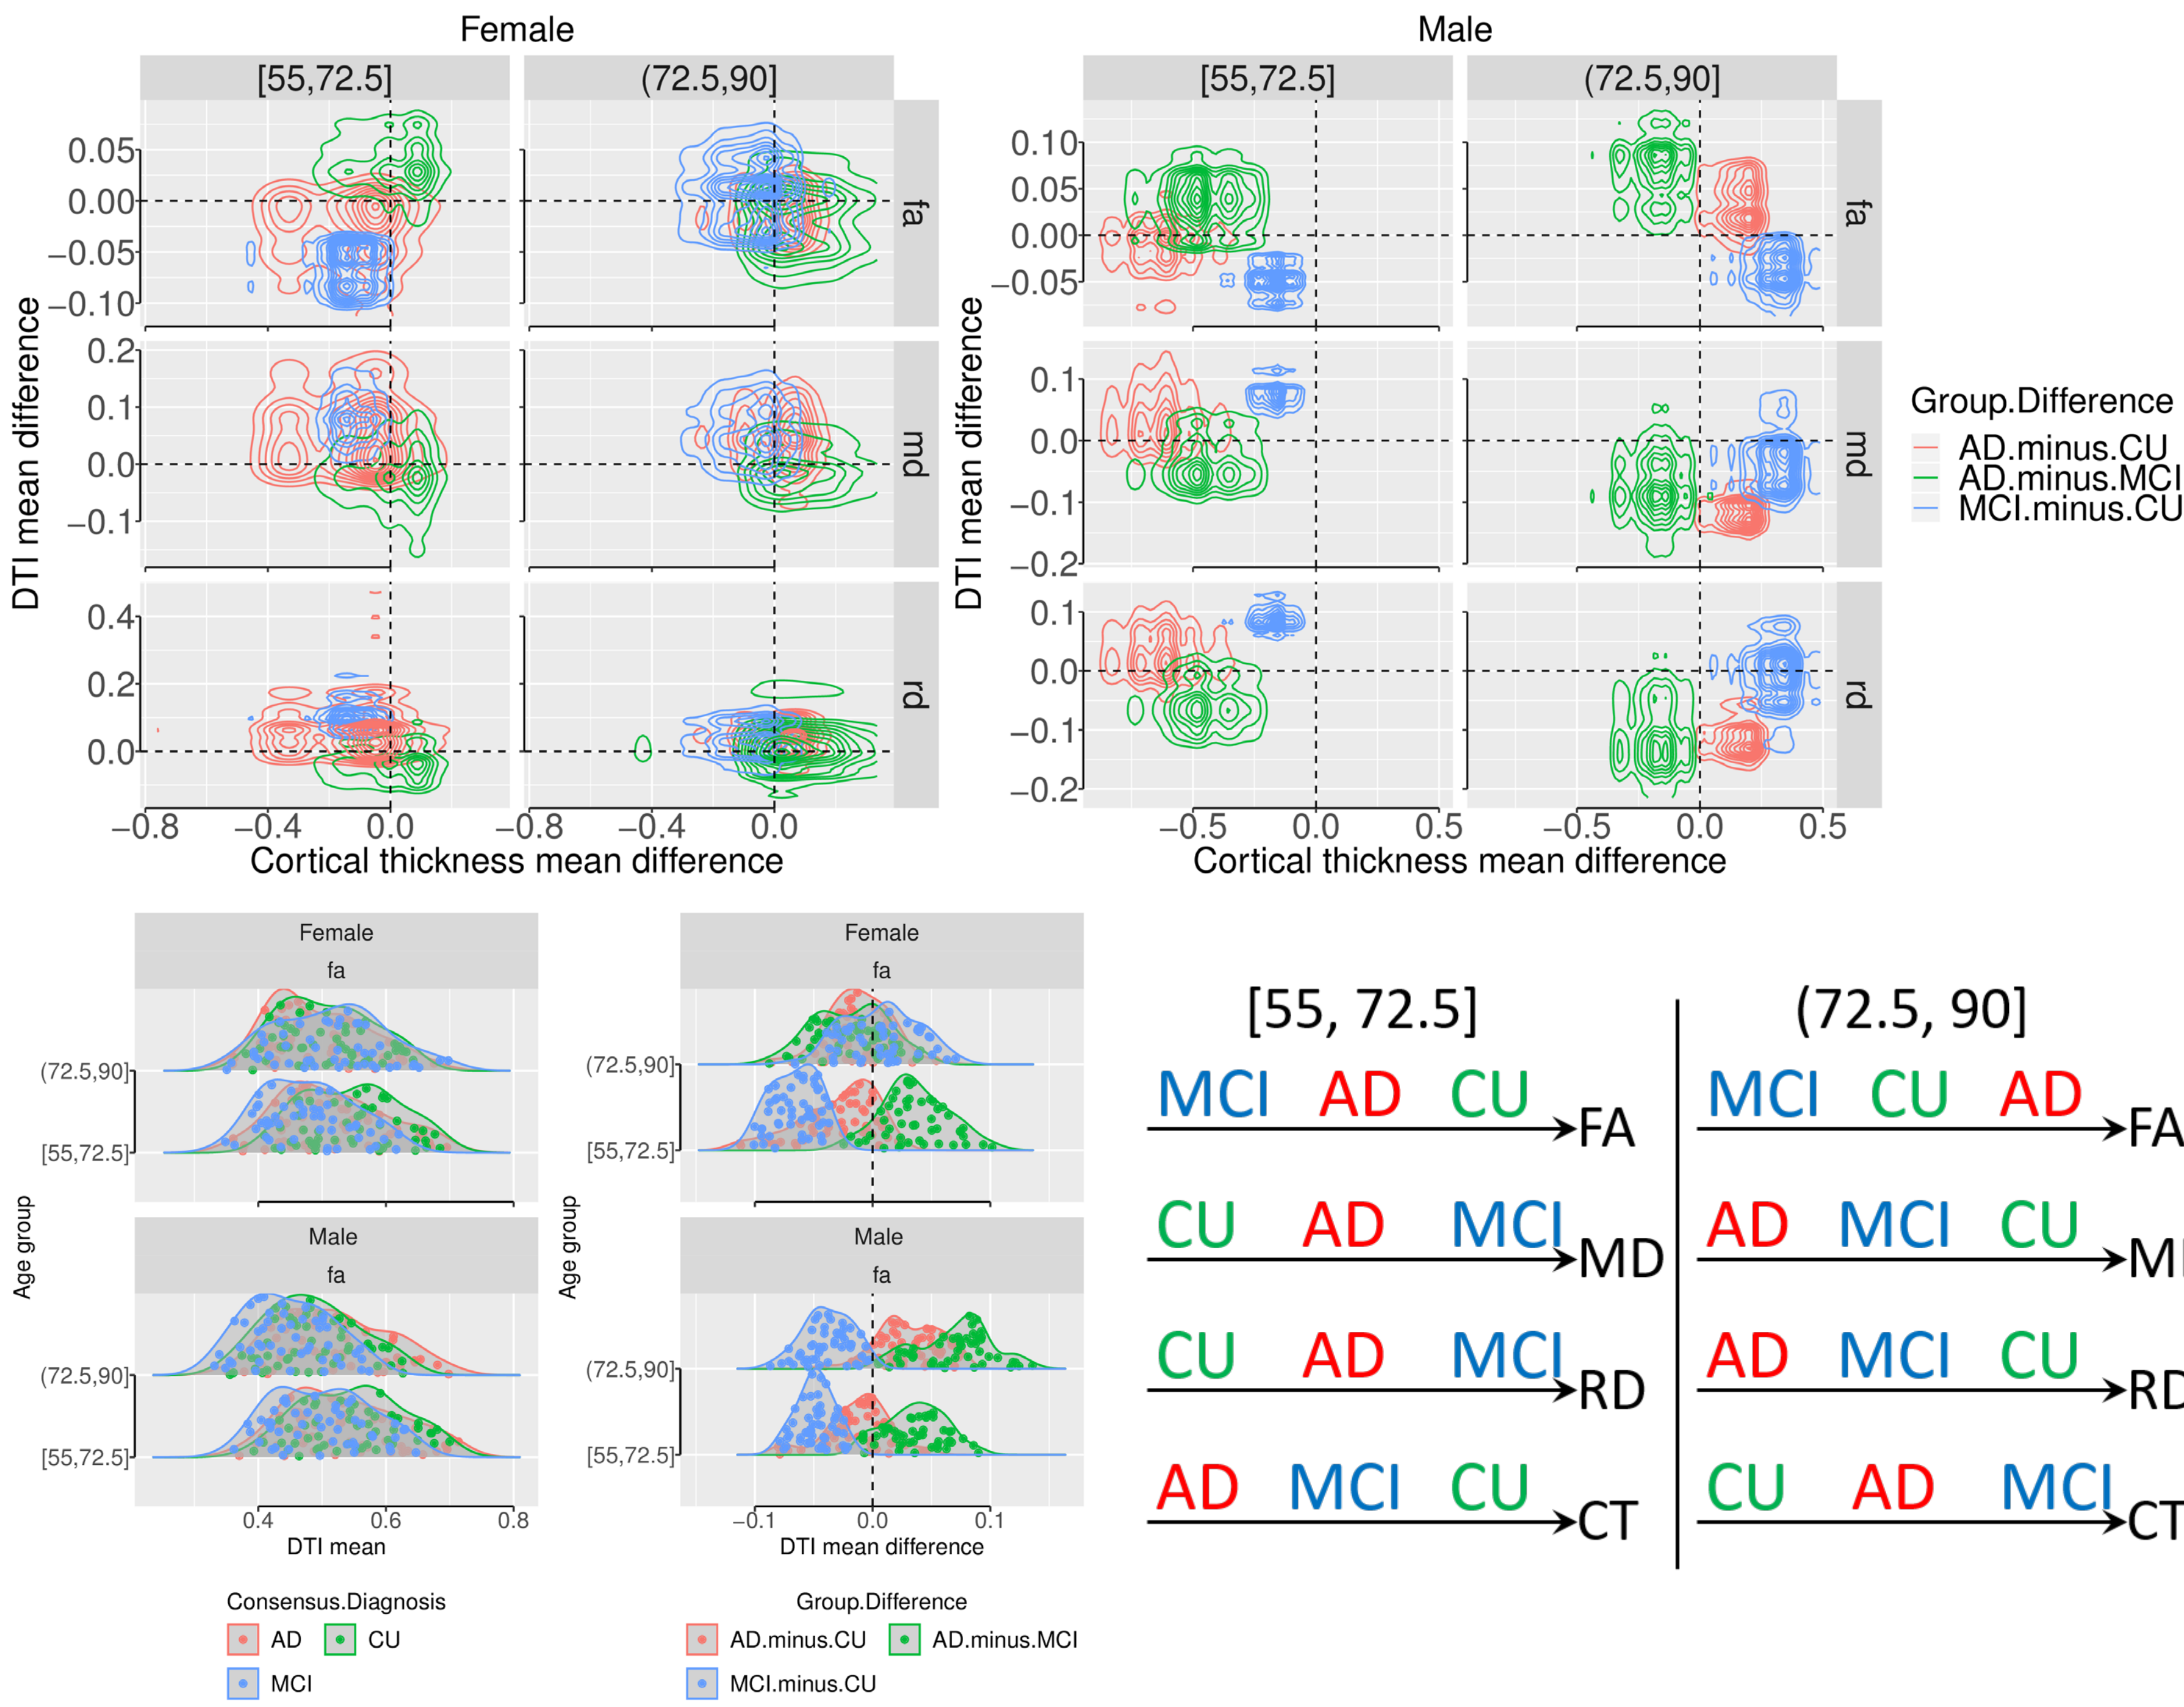 Female
[55,72.5]
(72.5,90]
0.05
0.00
−0.05
−0.10
fa
0.2
0.1
0.0
−0.1
md
0.4
0.2
0.0
rd
DTI mean difference
−0.8
−0.4
0.0
−0.8
−0.4
0.0
Cortical thickness mean difference
Male
[55,72.5]
(72.5,90]
0.10
0.05
0.00
−0.05
fa
0.1
0.0
−0.1
−0.2
md
0.1
0.0
−0.1
−0.2
rd
DTI mean difference
−0.5
0.0
0.5
−0.5
0.0
0.5
Cortical thickness mean difference
Group.Difference
AD.minus.CU
AD.minus.MCI
MCI.minus.CU
Female
fa
(72.5,90]
[55,72.5]
Male
fa
(72.5,90]
[55,72.5]
Age group
0.4
0.6
0.8
DTI mean
Consensus.Diagnosis
AD
CU
MCI
Female
fa
(72.5,90]
[55,72.5]
Male
fa
(72.5,90]
[55,72.5]
Age group
−0.1
0.0
0.1
DTI mean difference
Group.Difference
AD.minus.CU
AD.minus.MCI
MCI.minus.CU
[55, 72.5]
MCI AD CU
FA
CU AD MCI
MD
CU AD MCI
RD
AD MCI CU
CT
(72.5, 90]
MCI CU AD
FA
AD MCI CU
AD MCI CU
RD
CU AD MCI
CT